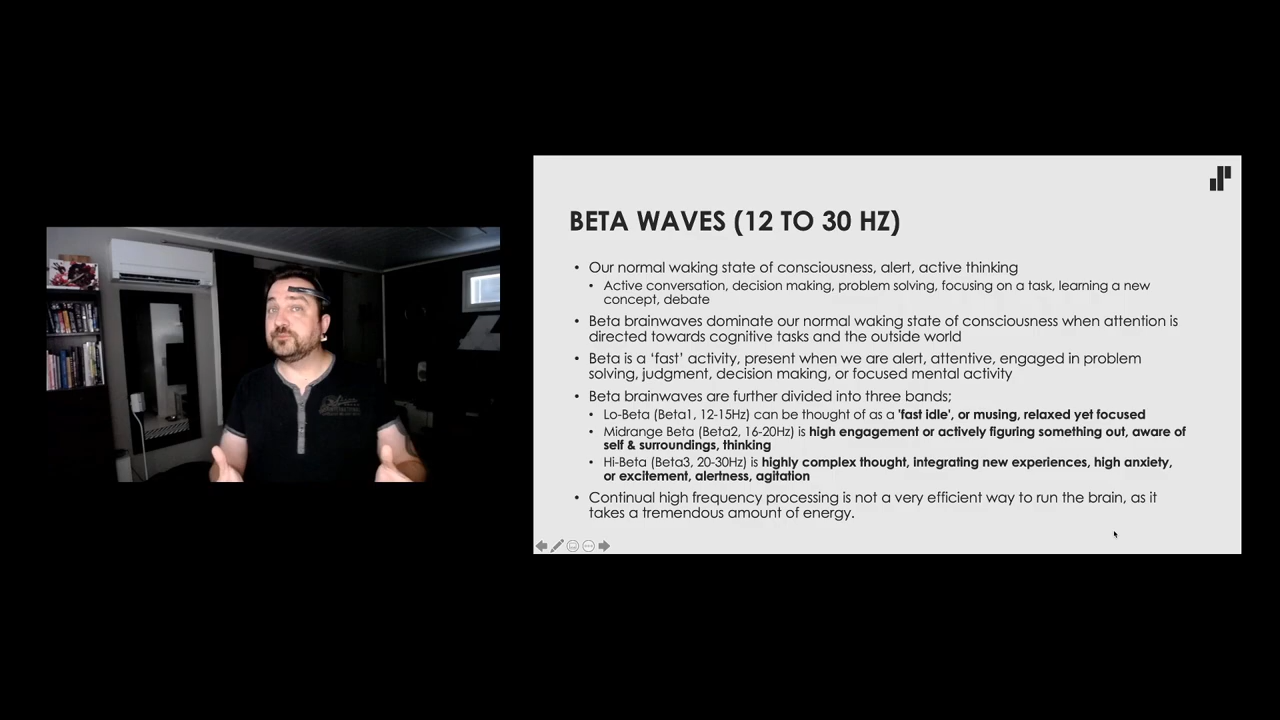 BETA WAVES (12 TO 30 HZ)
• Our normal waking state of consciousness, alert, active thinking
• Active conversation, decision making, problem solving, focusing on a task, learning a new
concept, debate
• Beta brainwaves dominate our normal waking state of consciousness when attention is
directed towards cognitive tasks and the outside world
• Beta is a ‘fast’ activity, present when we are alert, attentive, engaged in problem
solving, judgment, decision making, or focused mental activity
• Beta brainwaves are further divided into three bands;
• Lo-Beta (Beta1, 12-15Hz) can be thought of as a 'fast idle', or musing, relaxed yet focused
• Midrange Beta (Beta2, 16-20Hz) is high engagement or actively figuring something out, aware of
self & surroundings, thinking
• Hi-Beta (Beta3, 20-30Hz) is highly complex thought, integrating new experiences, high anxiety,
or excitement, alertness, agitation
• Continual high frequency processing is not a very efficient way to run the brain, as it
takes a tremendous amount of energy.